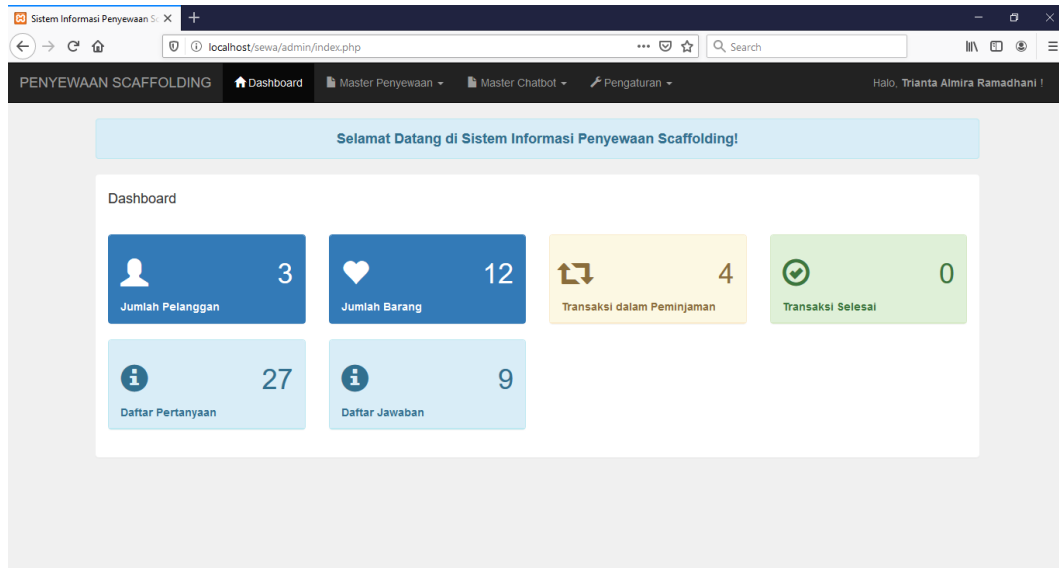 Sistem Informasi Penyewaan S
localhost/sewa/admin/index.php
Search
PENYEWAAN SCAFFOLDING Dashboard Master Penyewaan Master Chatbot Pengaturan Halo, Trianta Almira Ramadhani !
Selamat Datang di Sistem Informasi Penyewaan Scaffolding!
Dashboard
3
Jumlah Pelanggan
12
Jumlah Barang
4
Transaksi dalam Peminjaman
0
Transaksi Selesai
27
Daftar Pertanyaan
9
Daftar Jawaban